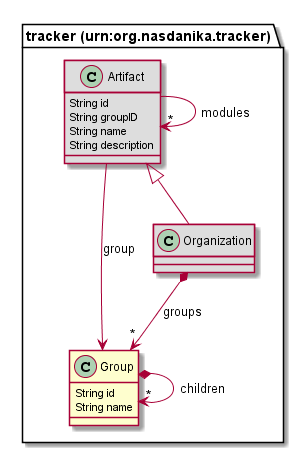 tracker (urn:org.nasdanika.tracker)
C Artifact
String id
String groupID
String name
String description
modules
*
group
C Organization
groups
*
C Group
String id
String name
children
*